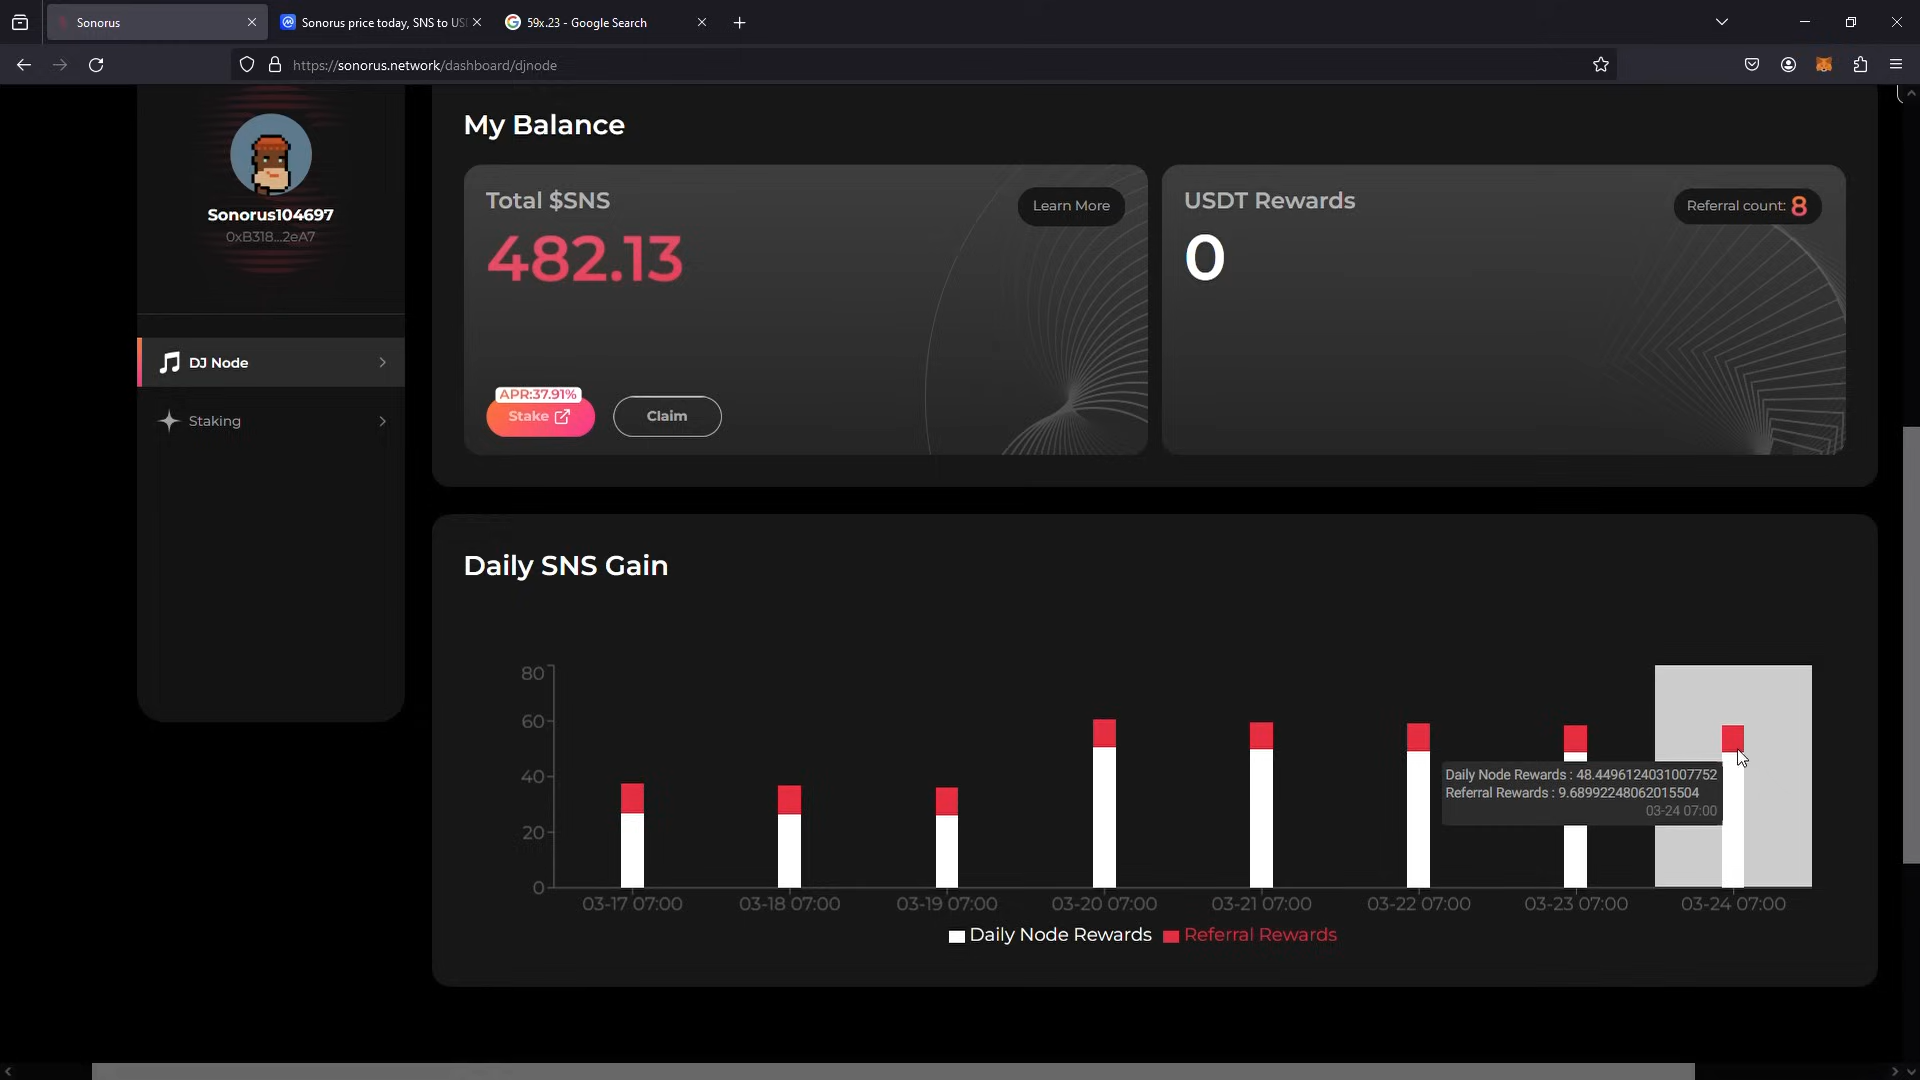 Sonorus
Sonorus price today, SNS to US
59x.23 - Google Search
https://sonorus.network/dashboard/djnode
Sonorus104697
0xB318...2eA7
DJ Node
Staking
My Balance
Total $SNS
Learn More
482.13
APR:37.91%
Stake
Claim
USDT Rewards
Referral count: 8
0
Daily SNS Gain
80
60
40
20
0
Daily Node Rewards : 48.4496124031007752
Referral Rewards : 9.68992248062015504
03-24 07:00
03-17 07:00
03-18 07:00
03-19 07:00
03-20 07:00
03-21 07:00
03-22 07:00
03-23 07:00
03-24 07:00
Daily Node Rewards
Referral Rewards